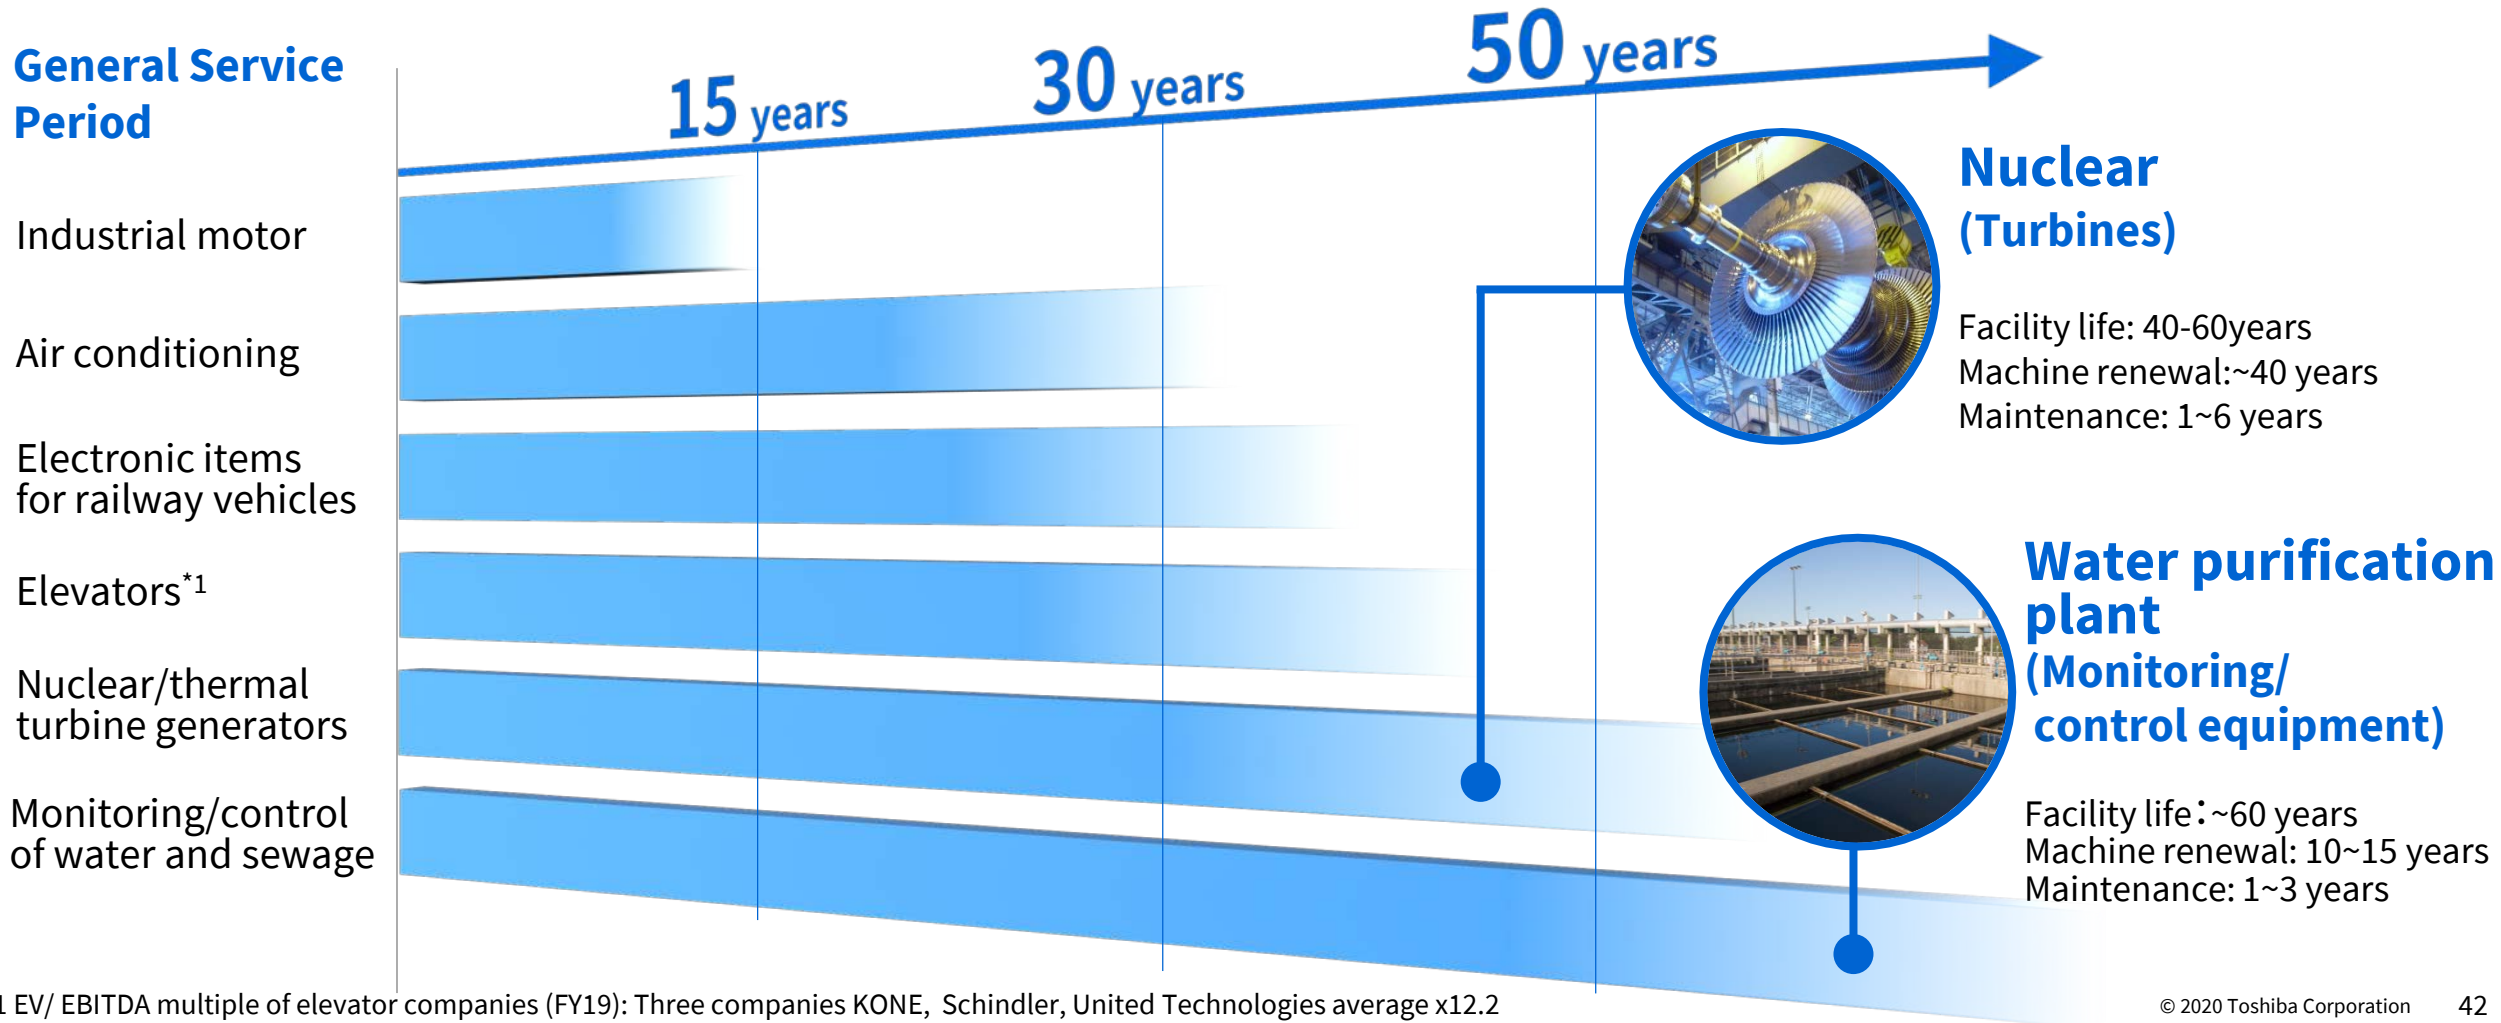 General Service
Period
15 years
30 years
50 years
Industrial motor
Air conditioning
Electronic items
for railway vehicles
Elevators*1
Nuclear/thermal
turbine generators
Monitoring/control
of water and sewage
Nuclear
(Turbines)
Facility life: 40-60years
Machine renewal:~40 years
Maintenance: 1~6 years
Water purification
plant
(Monitoring/
control equipment)
Facility life：~60 years
Machine renewal: 10~15 years
Maintenance: 1~3 years
1 EV/ EBITDA multiple of elevator companies (FY19): Three companies KONE, Schindler, United Technologies average x12.2
© 2020 Toshiba Corporation 42